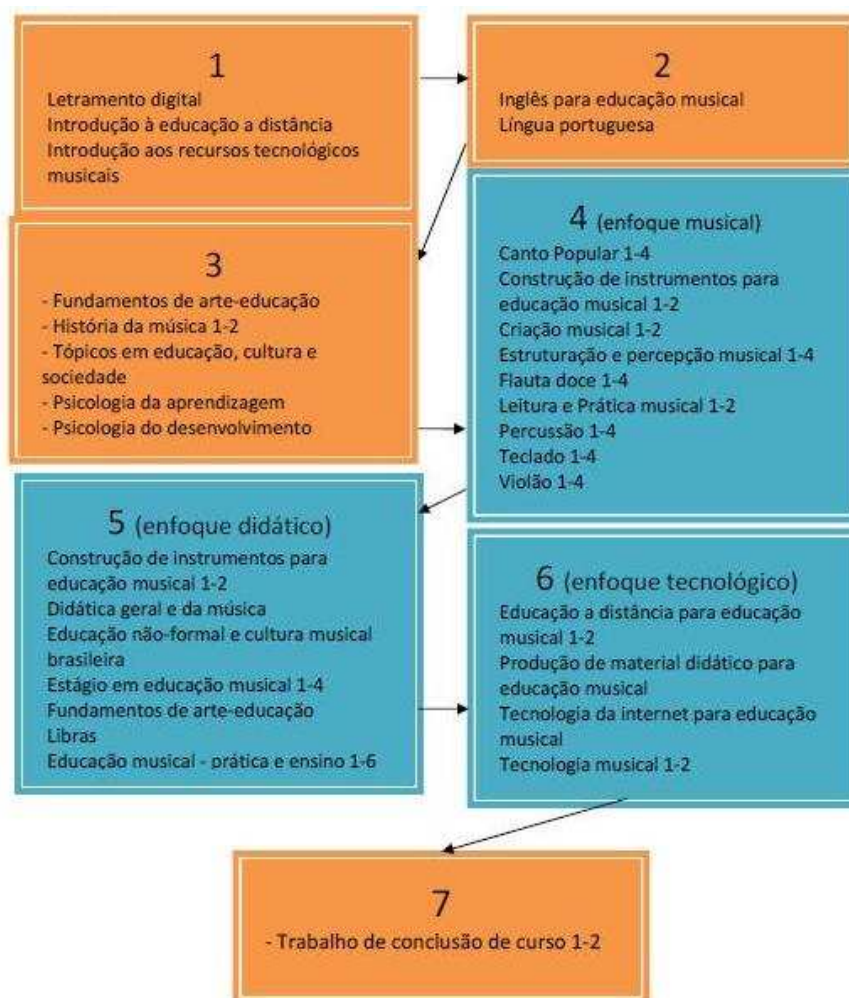 1
Letramento digital
Introdução à educação a distância
Introdução aos recursos tecnológicos
musicais
2
Inglês para educação musical
Língua portuguesa
3
- Fundamentos de arte-educação
- História da música 1-2
- Tópicos em educação, cultura e
sociedade
- Psicologia da aprendizagem
- Psicologia do desenvolvimento
4 (enfoque musical)
Canto Popular 1-4
Construção de instrumentos para
educação musical 1-2
Criação musical 1-2
Estruturação e percepção musical 1-4
Flauta doce 1-4
Leitura e Prática musical 1-2
Percussão 1-4
Teclado 1-4
Violão 1-4
5 (enfoque didático)
Construção de instrumentos para
educação musical 1-2
Didática geral e da música
Educação não-formal e cultura musical
brasileira
Estágio em educação musical 1-4
Fundamentos de arte-educação
Libras
Educação musical - prática e ensino 1-6
6 (enfoque tecnológico)
Educação a distância para educação
musical 1-2
Produção de material didático para
educação musical
Tecnologia da internet para educação
musical
Tecnologia musical 1-2
7
- Trabalho de conclusão de curso 1-2